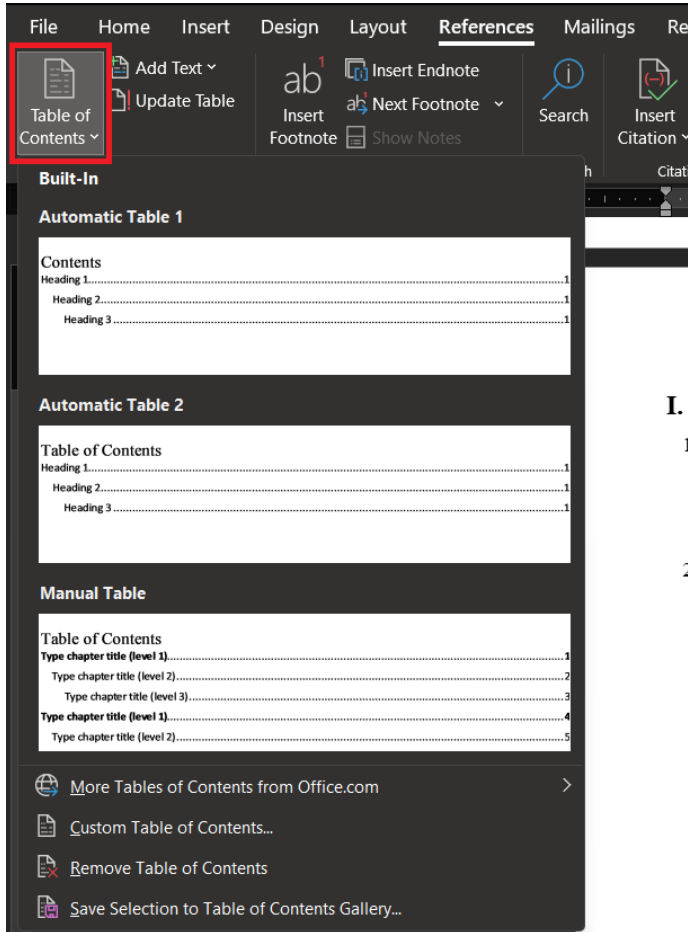 File Home Insert Design Layout References Mailings Re
Add Text
Update Table
Table of
Contents
ab1
Insert
Footnote
Insert Endnote
Next Footnote
Show Notes
Search
Insert
Citation
h
Citati
Built-In
Automatic Table 1
Contents
Heading 1 1
Heading 2 1
Heading 3 1
Automatic Table 2
Table of Contents
Heading 1 1
Heading 2 1
Heading 3 1
Manual Table
Table of Contents
Type chapter title (level 1) 1
Type chapter title (level 2) 2
Type chapter title (level 3) 3
Type chapter title (level 1) 4
Type chapter title (level 2) 5
More Tables of Contents from Office.com
Custom Table of Contents...
Remove Table of Contents
Save Selection to Table of Contents Gallery...
I.
1
2